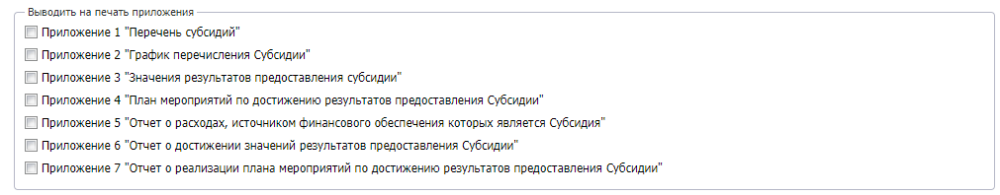 Выводить на печать приложения
Приложение 1 "Перечень субсидий"
Приложение 2 "График перечисления Субсидии"
Приложение 3 "Значения результатов предоставления субсидии"
Приложение 4 "План мероприятий по достижению результатов предоставления Субсидии"
Приложение 5 "Отчет о расходах, источником финансового обеспечения которых является Субсидия"
Приложение 6 "Отчет о достижении значений результатов предоставления Субсидии"
Приложение 7 "Отчет о реализации плана мероприятий по достижению результатов предоставления Субсидии"